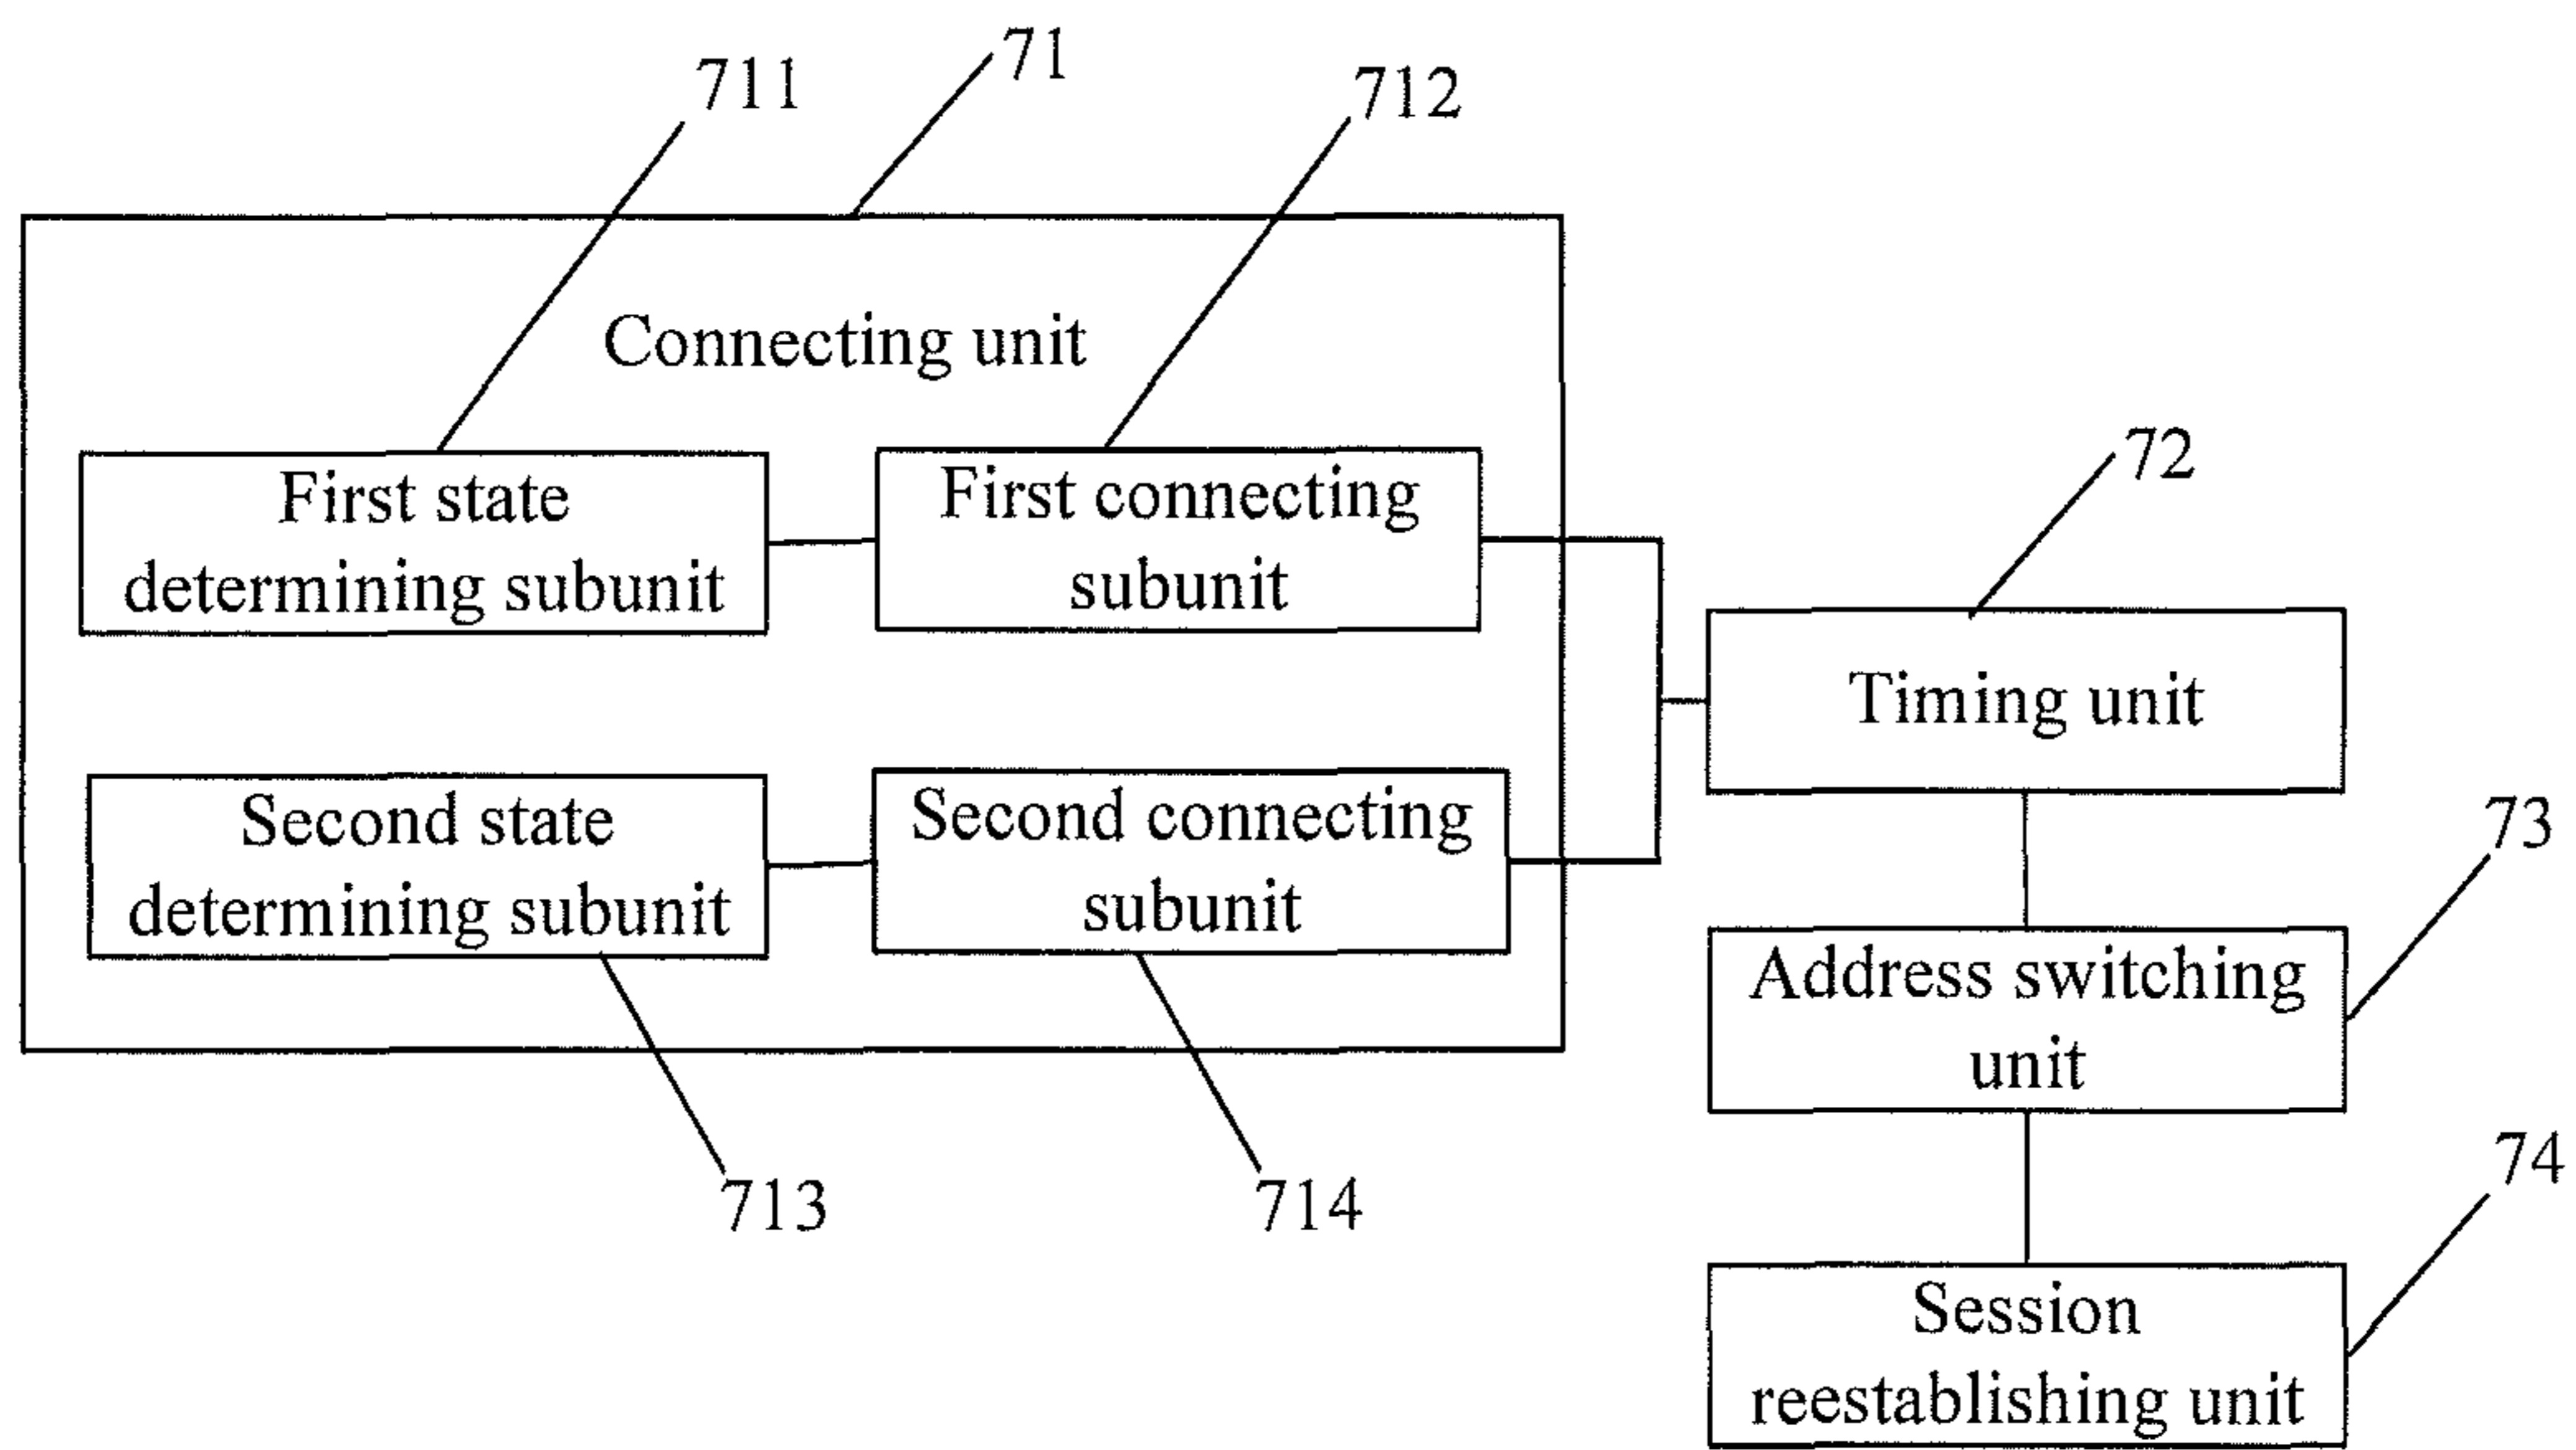 71
711
712
Connecting unit
First state
determining subunit
First connecting
subunit
72
Timing unit
Second state
determining subunit
Second connecting
subunit
73
Address switching
unit
713
714
74
Session
reestablishing unit